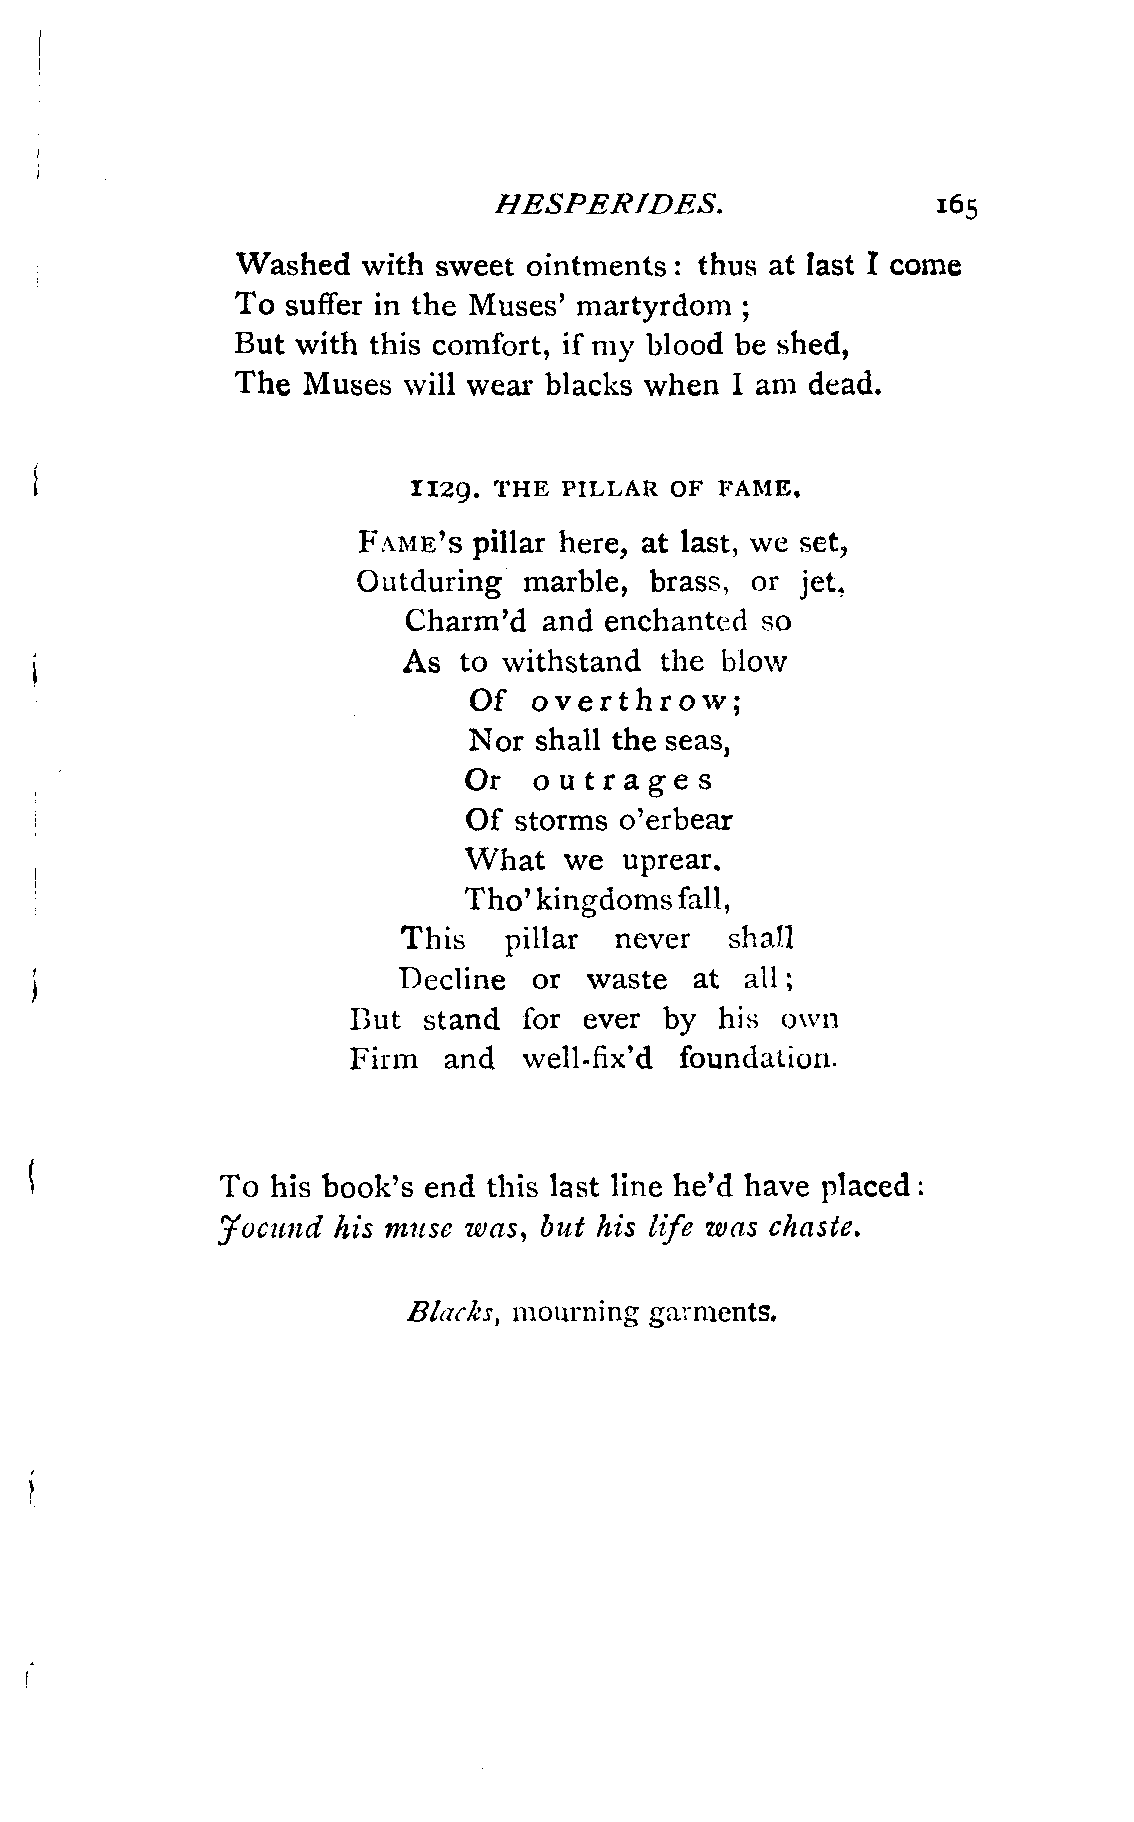 HESPERIDES. 165
Washed with sweet ointments: thus at last I come
To suffer in the Muses' martyrdom ;
But with this comfort, if my blood be shed,
The Muses will wear blacks when I am dead.
1129. THE PILLAR OF FAME.
FAME's pillar here, at last, we set,
Outduring marble, brass, or jet,
Charm'd and enchanted so
As to withstand the blow
Of overthrow;
Nor shall the seas,
Or outrages
Of storms o'erbear
What we uprear.
Tho' kingdoms fall,
This pillar never shall
Decline or waste at all;
But stand for ever by his own
Firm and well-fix'd foundation.
To his book's end this last line he'd have placed:
Jocund his muse was, but his life was chaste.
Blacks, mourning garments.